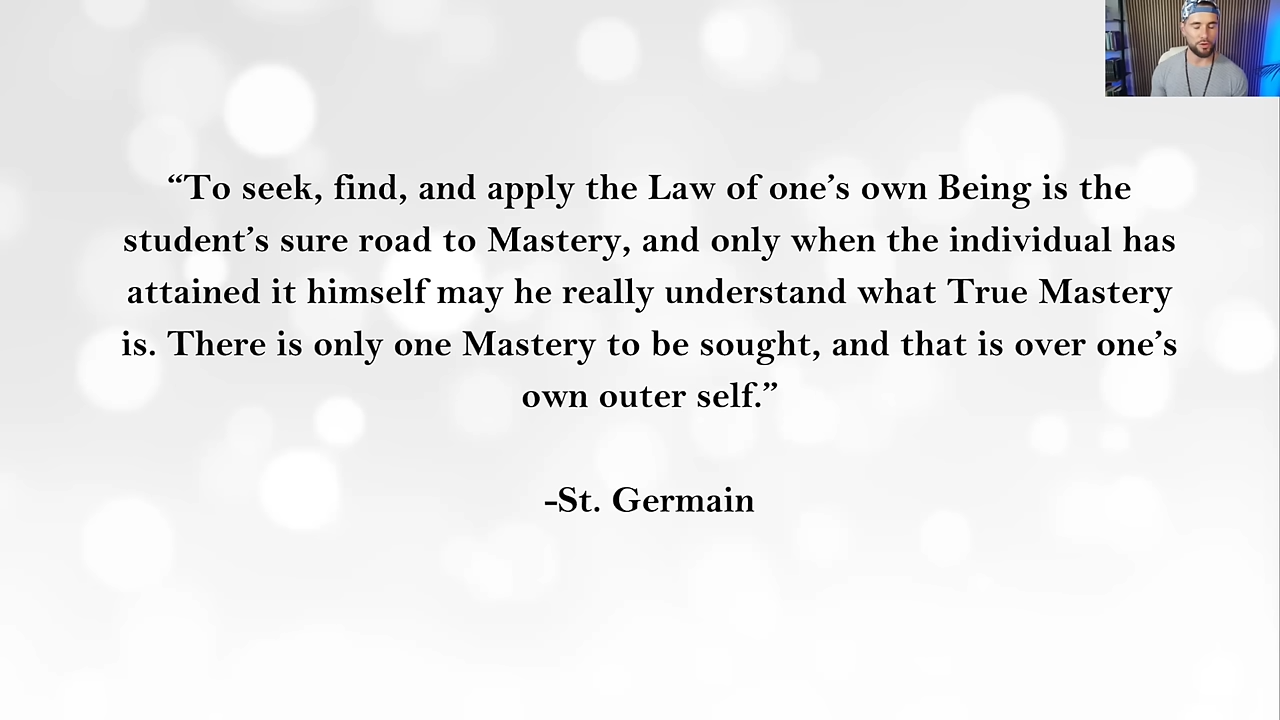 “To seek, find, and apply the Law of one’s own Being is the
student’s sure road to Mastery, and only when the individual has
attained it himself may he really understand what True Mastery
is. There is only one Mastery to be sought, and that is over one’s
own outer self.”
-St. Germain